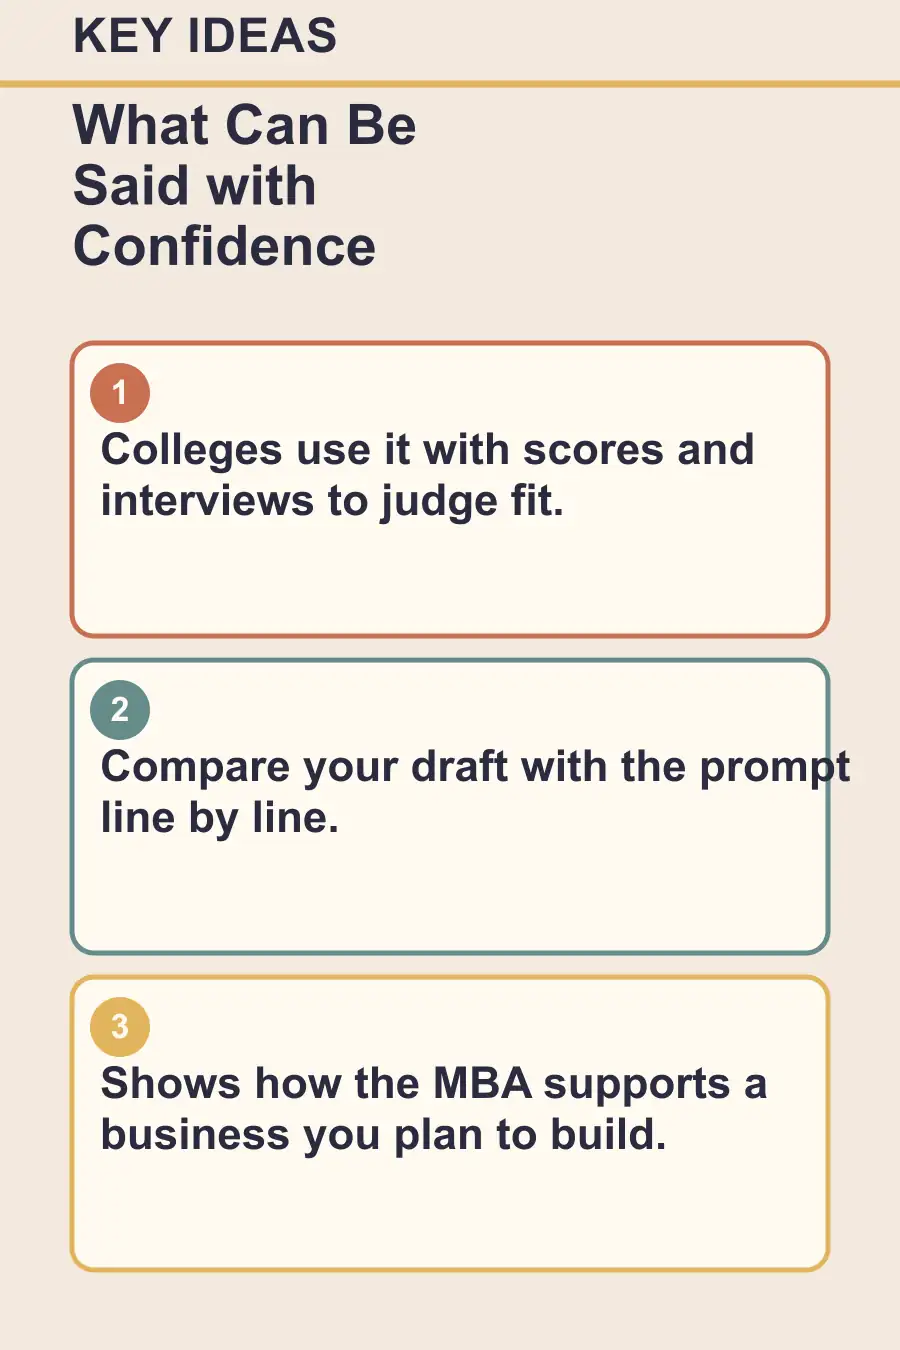 KEY IDEAS
What Can Be
Said with
Confidence
1
Colleges use it with scores and
interviews to judge fit.
2
Compare your draft with the prompt
line by line.
3
Shows how the MBA supports a
business you plan to build.